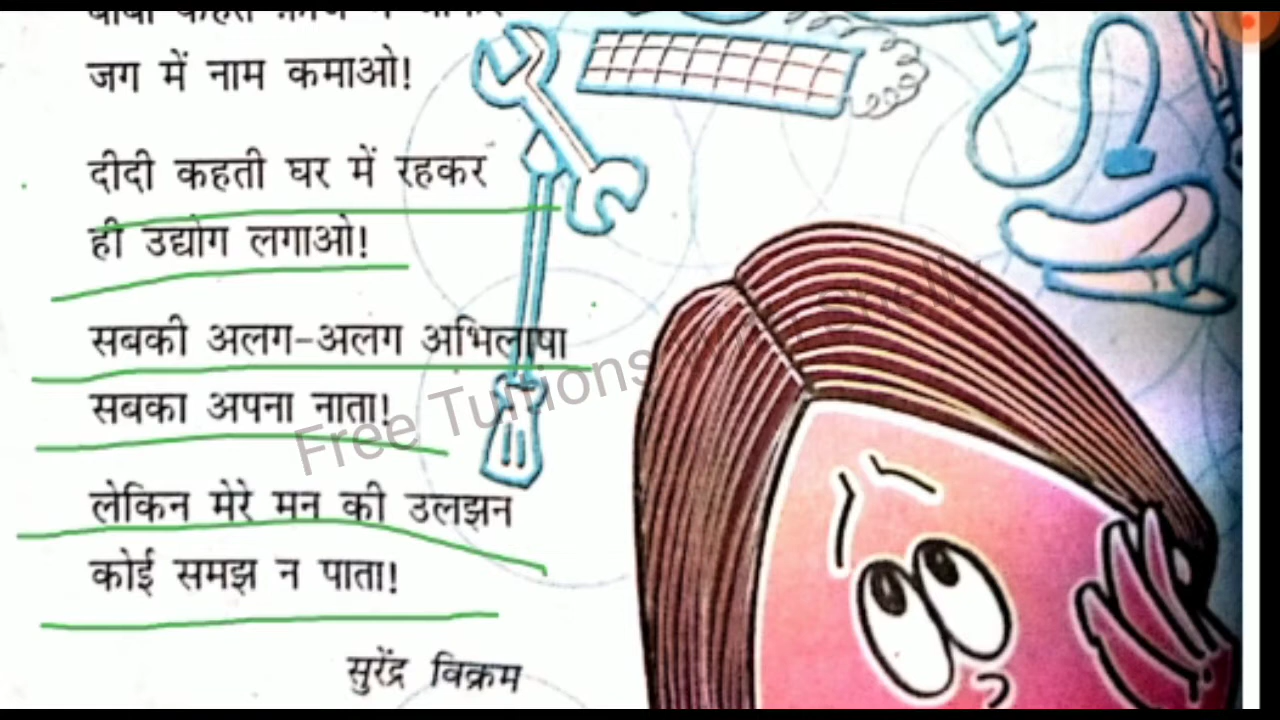 जग में नाम कमाओ!
दीदी कहती घर में रहकर
ही उद्योग लगाओ!
सबकी अलग-अलग अभिलाषा
सबका अपना नाता!
लेकिन मेरे मन की उलझन
कोई समझ न पाता!
सुरेंद्र विक्रम
Free Tuitions